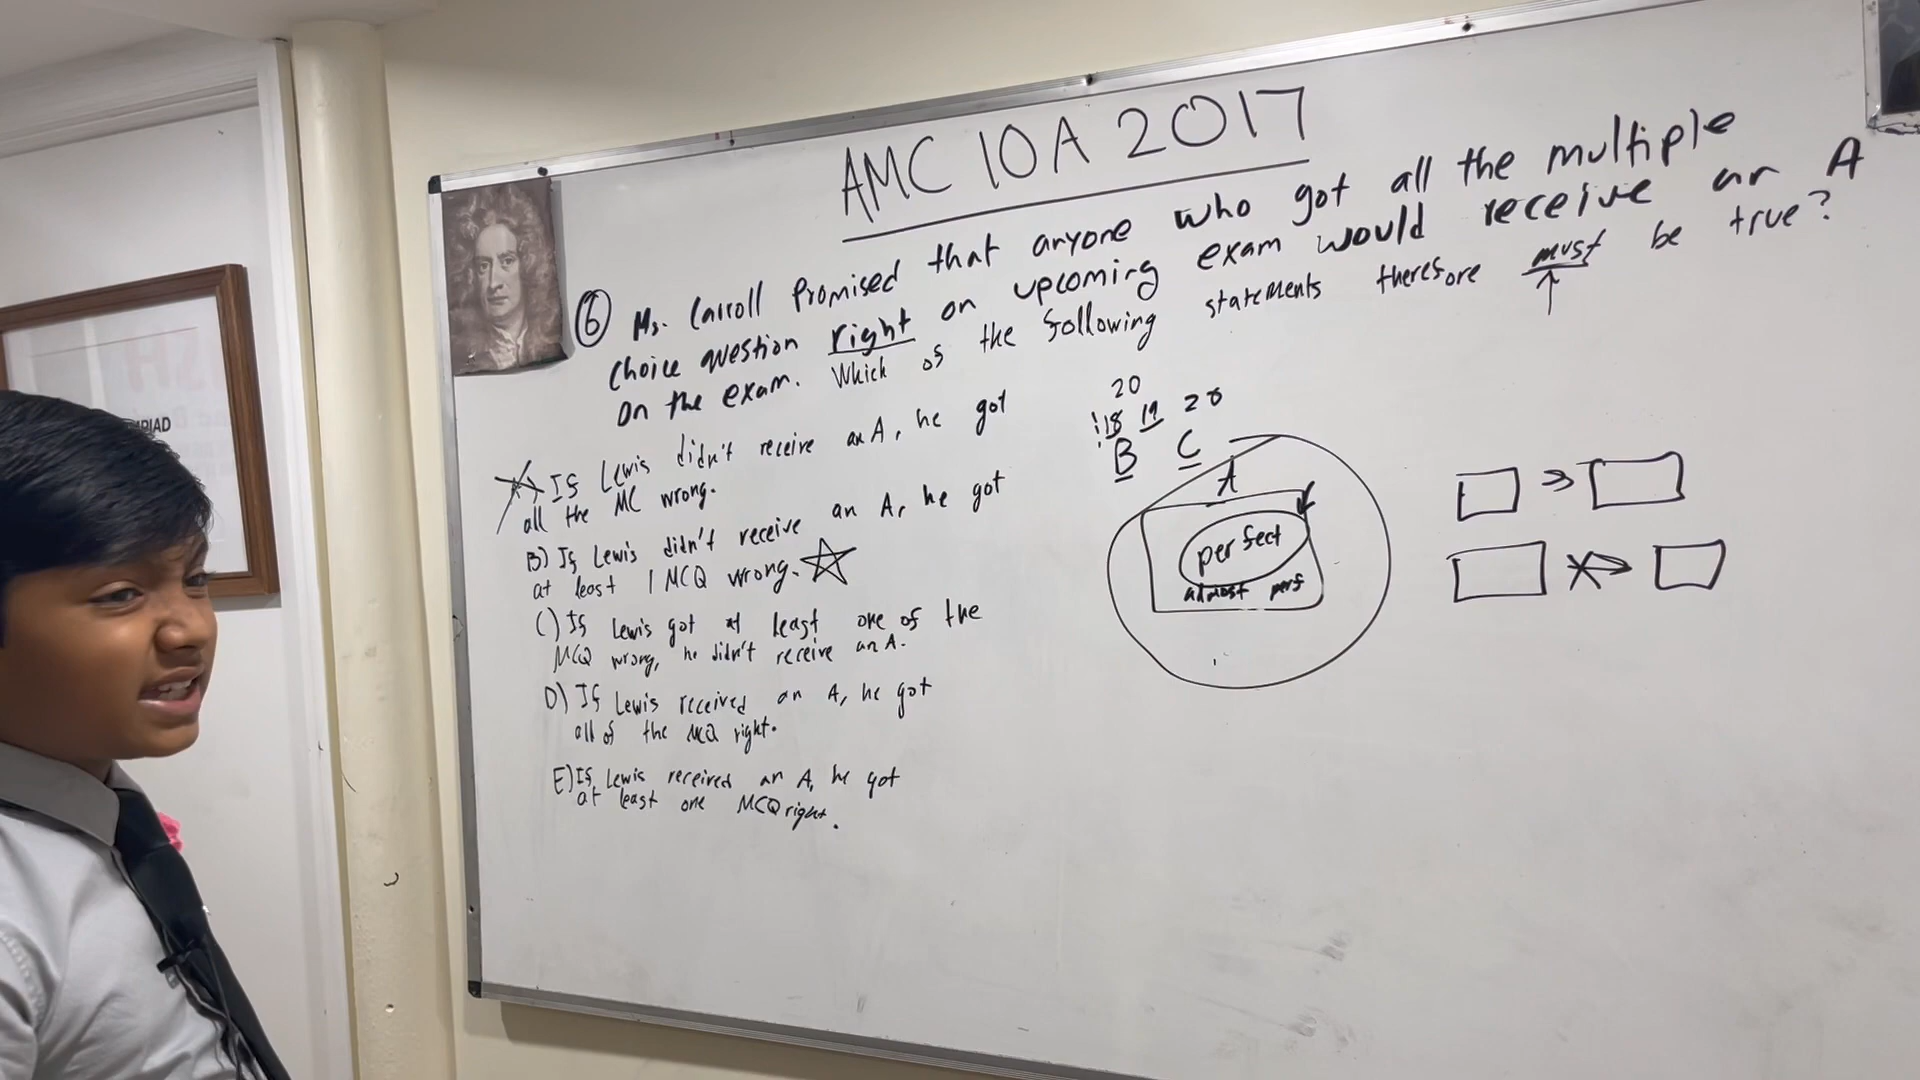 AMC 10A 2017
⑥ Ms. Carroll Promised that anyone who got all the multiple
choice question right on upcoming exam would receive an A
on the exam. Which of the following statements therefore must be true?
A) If Lewis didn't receive an A, he got
all the MC wrong.
B) If Lewis didn't receive an A, he got
at least 1 MCQ wrong.
C) If Lewis got at least one of the
MCQ wrong, he didn't receive an A.
D) If Lewis received an A, he got
all of the MCQ right.
E) If Lewis received an A, he got
at least one MCQ right.
20
18 19 20
B C
A
perfect
almost perf
PIAD